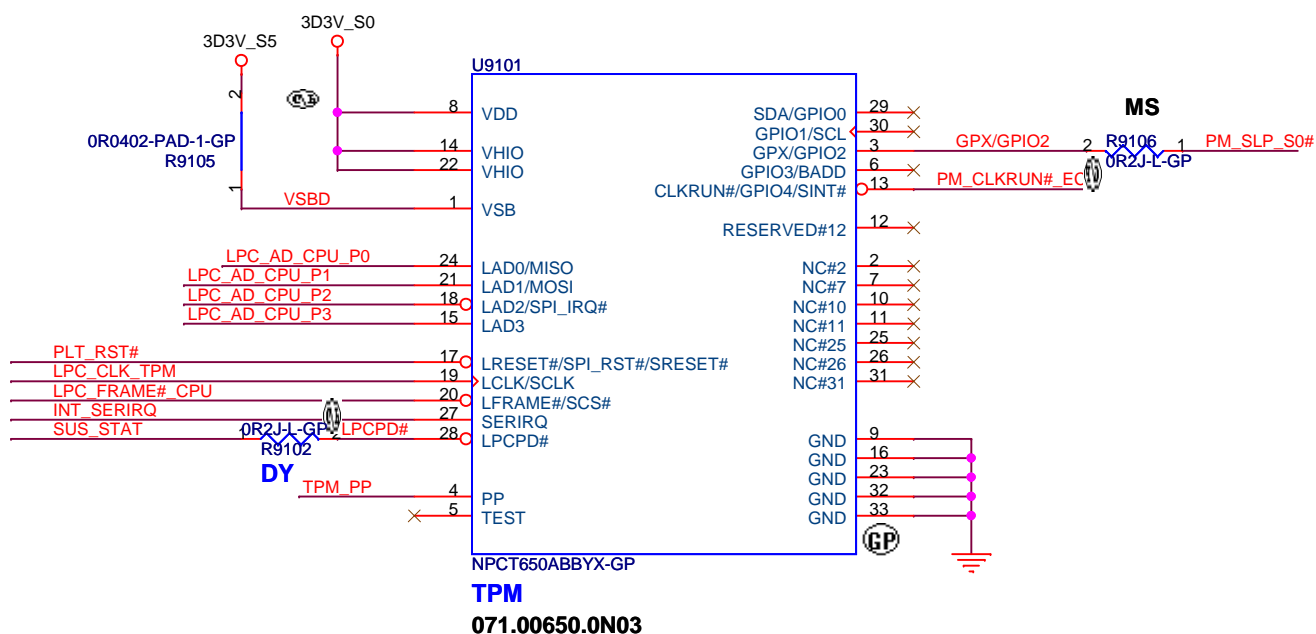 3D3V_S0
3D3V_S5
U9101
2
0R0402-PAD-1-GP
R9105
1
VSBD
8 VDD
14 VHIO
22 VHIO
1 VSB
LPC_AD_CPU_P0 24 LAD0/MISO
LPC_AD_CPU_P1 21 LAD1/MOSI
LPC_AD_CPU_P2 18 LAD2/SPI_IRQ#
LPC_AD_CPU_P3 15 LAD3
PLT_RST# 17 LRESET#/SPI_RST#/SRESET#
LPC_CLK_TPM 19 LCLK/SCLK
LPC_FRAME#_CPU 20 LFRAME#/SCS#
INT_SERIRQ 27 SERIRQ
SUS_STAT 1 0R2J-L-GP 2 LPCPD# 28 LPCPD#
R9102
DY
TPM_PP 4 PP
5 TEST
SDA/GPIO0 29
GPIO1/SCL 30
GPX/GPIO2 3 GPX/GPIO2 2 R9106 1 PM_SLP_S0#
MS
0R2J-L-GP
GPIO3/BADD 6
CLKRUN#/GPIO4/SINT# 13 PM_CLKRUN#_EC
RESERVED#12 12
NC#2 2
NC#7 7
NC#10 10
NC#11 11
NC#25 25
NC#26 26
NC#31 31
GND 9
GND 16
GND 23
GND 32
GND 33
GP
NPCT650ABBYX-GP
TPM
071.00650.0N03